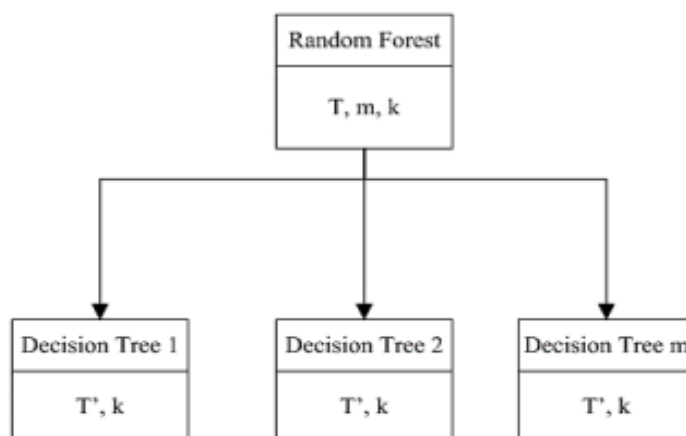 Random Forest
T, m, k
Decision Tree 1
Decision Tree 2
Decision Tree m
T’, k
T’, k
T’, k